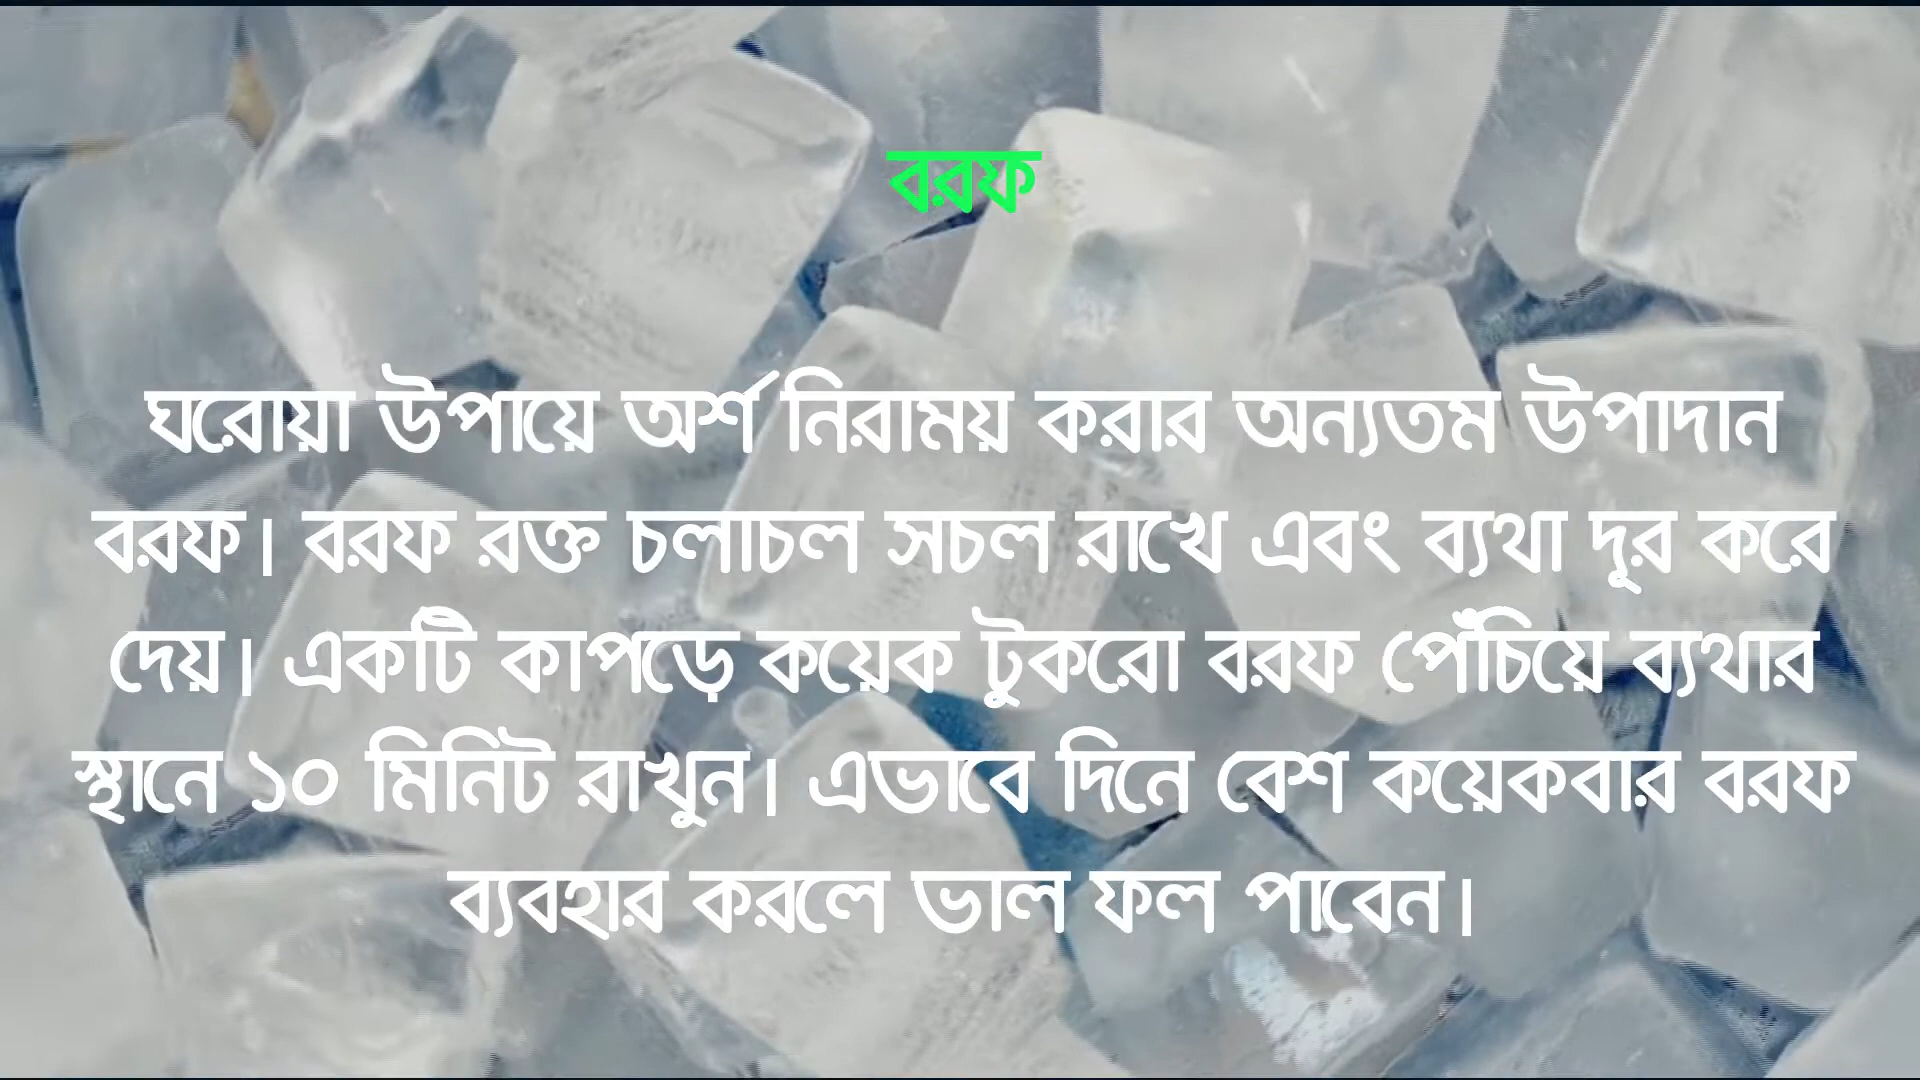 বরফ
ঘরোয়া উপায়ে অর্শ নিরাময় করার অন্যতম উপাদান
বরফ। বরফ রক্ত চলাচল সচল রাখে এবং ব্যথা দূর করে
দেয়। একটি কাপড়ে কয়েক টুকরো বরফ পেঁচিয়ে ব্যথার
স্থানে ১০ মিনিট রাখুন। এভাবে দিনে বেশ কয়েকবার বরফ
ব্যবহার করলে ভাল ফল পাবেন।